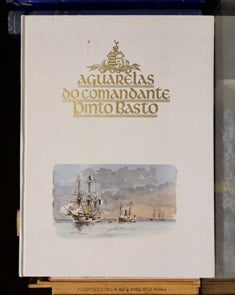 aguarelas
do comandante
pinto Basto